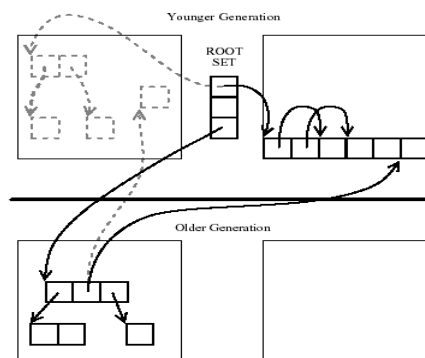 Younger Generation
ROOT
SET
Older Generation